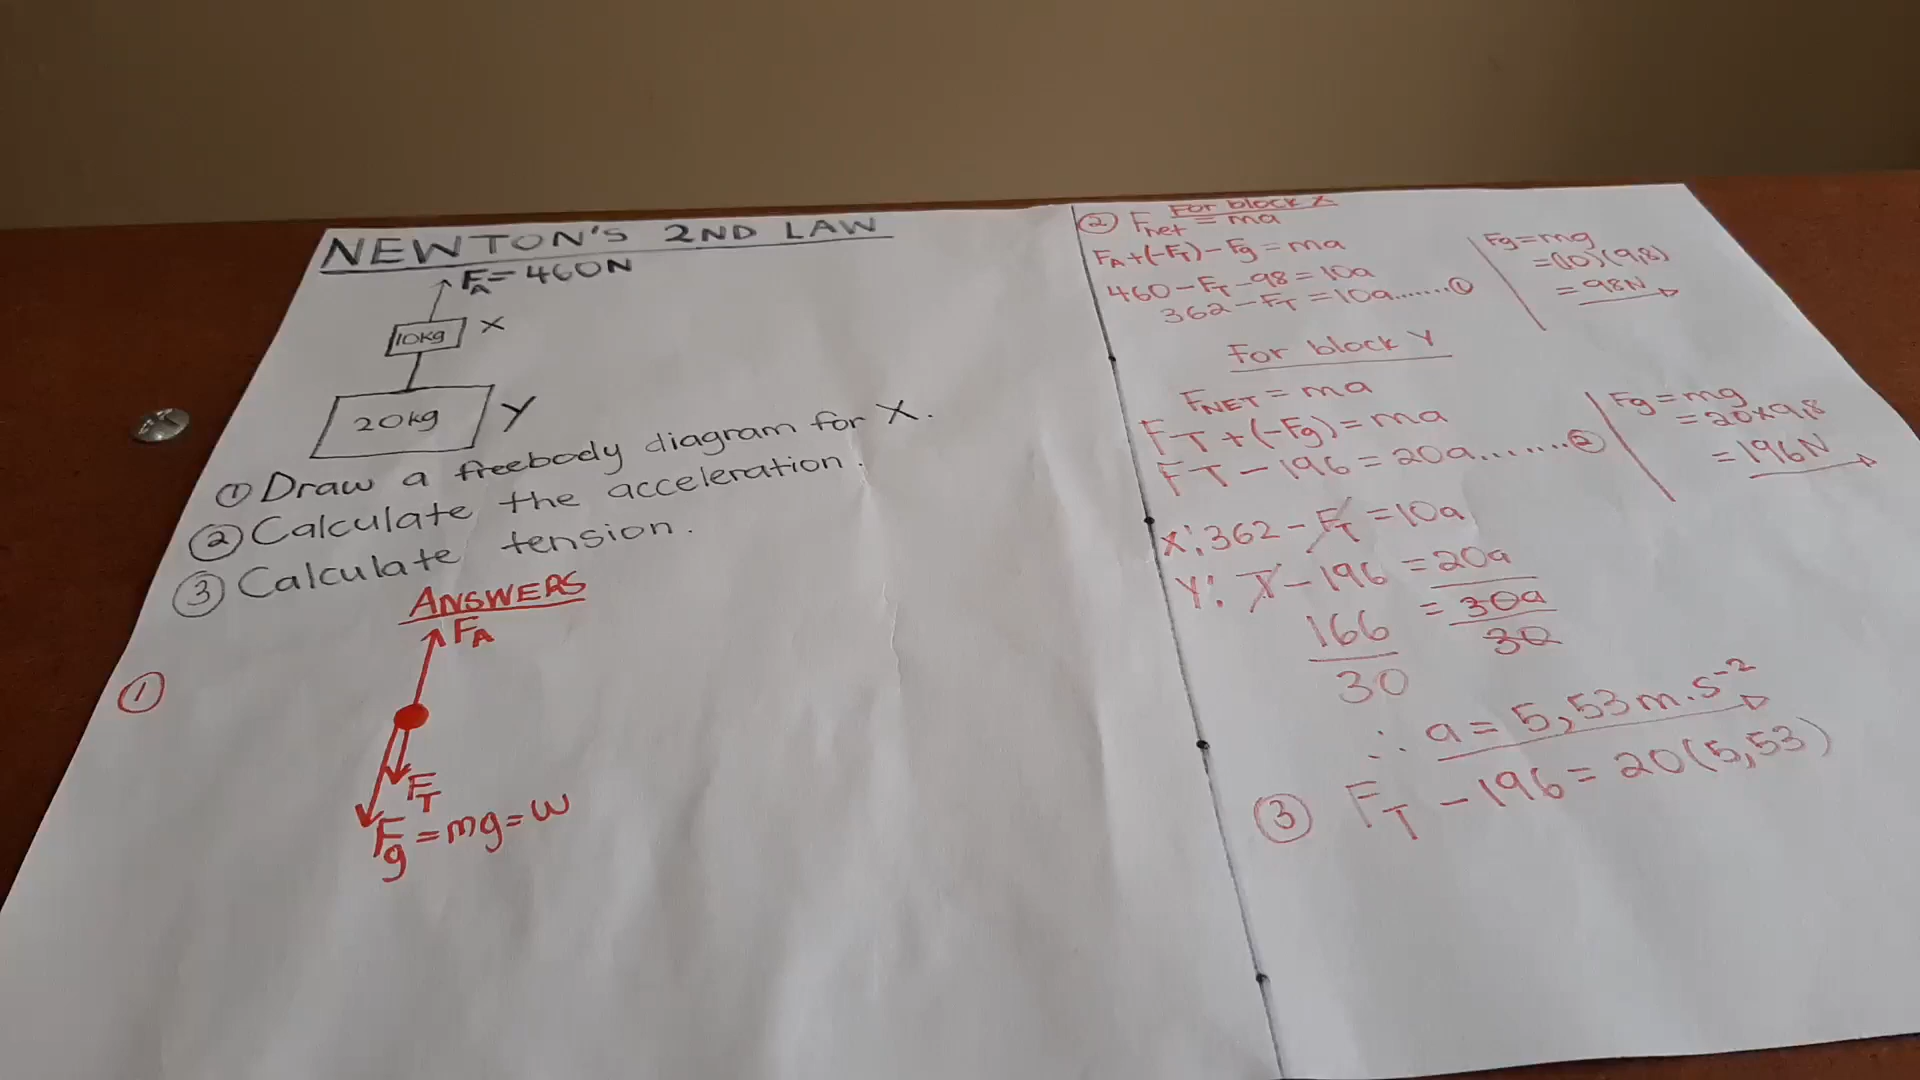 NEWTON'S 2ND LAW
FA = 460N
10kg X
20kg Y
① Draw a freebody diagram for X.
② Calculate the acceleration.
③ Calculate tension.
ANSWERS
①
FA
FT
Fg = mg = w
For block X
② Fnet = ma
FA + (-FT) - Fg = ma
460 - FT - 98 = 10a
362 - FT = 10a.......①
Fg = mg
= (10)(9,8)
= 98N
For block Y
FNET = ma
FT + (-Fg) = ma
FT - 196 = 20a.......②
Fg = mg
= 20×9,8
= 196N
X: 362 - FT = 10a
Y: T - 196 = 20a
166 = 30a
30 30
∴ a = 5,53m.s-2
③ FT - 196 = 20(5,53)